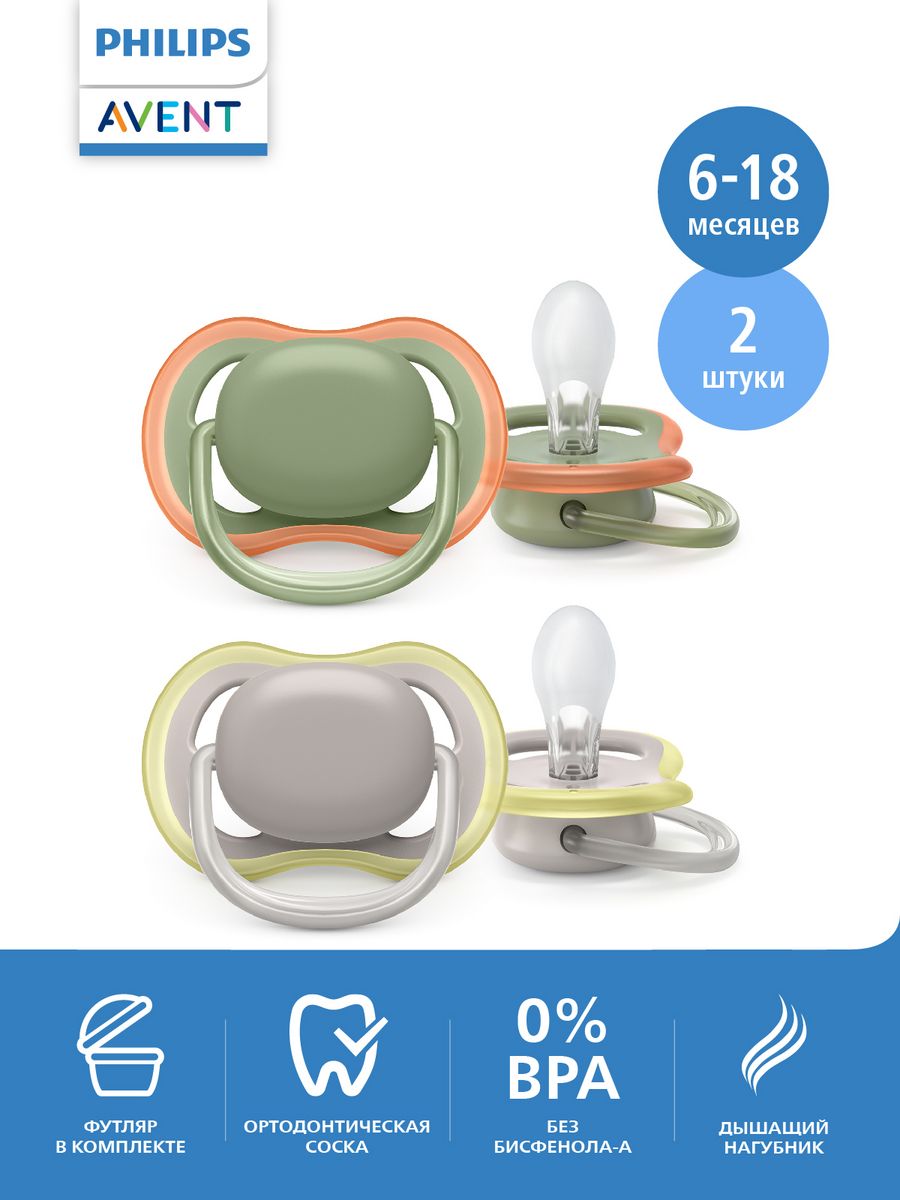 PHILIPS
AVENT
6-18
месяцев
2
штуки
ФУТЛЯР
В КОМПЛЕКТЕ
ОРТОДОНТИЧЕСКАЯ
СОСКА
0%
BPA
БЕЗ
БИСФЕНОЛА-А
ДЫШАЩИЙ
НАГУБНИК